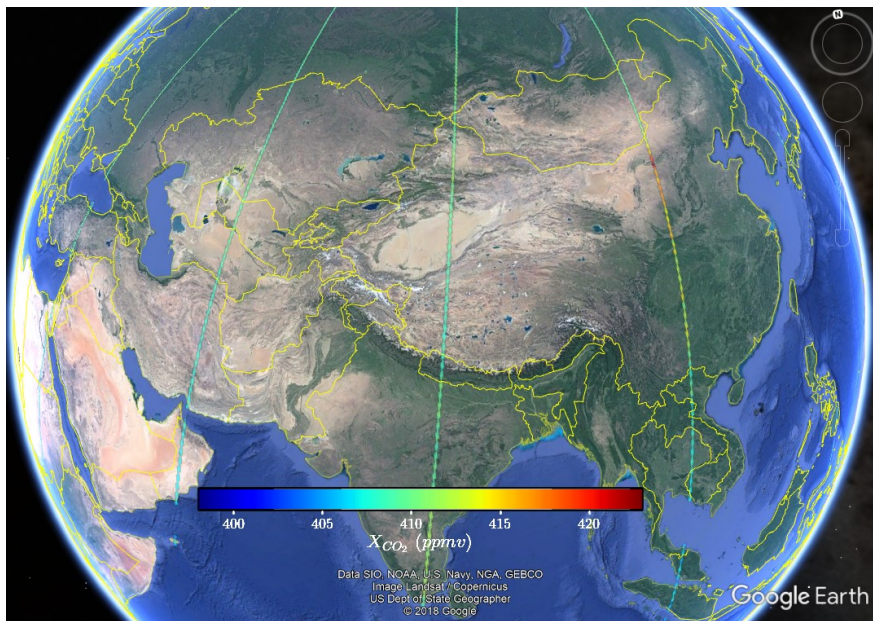 N
400 405 410 415 420
X_{CO_2} (ppmv)
Data SIO, NOAA, U.S. Navy, NGA, GEBCO
Image Landsat / Copernicus
US Dept of State Geographer
© 2018 Google
Google Earth